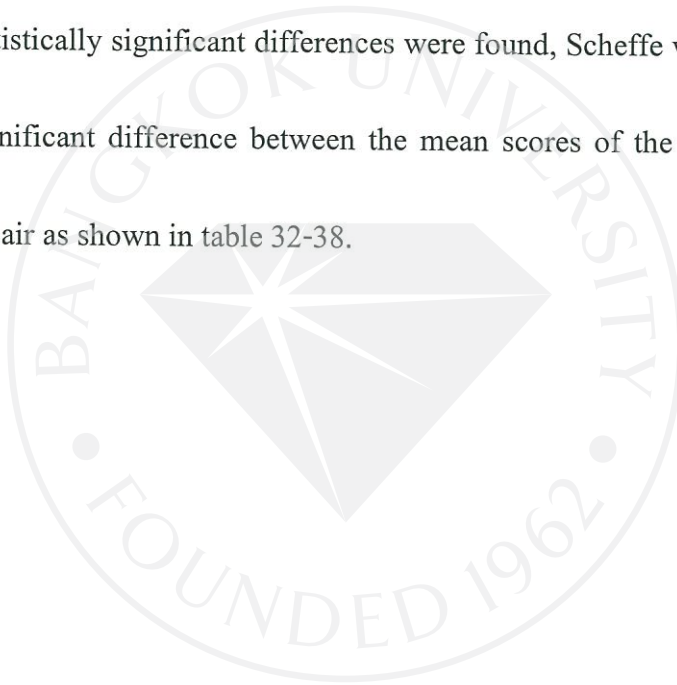 istically significant differences were found, Scheffe
nificant difference between the mean scores of the
air as shown in table 32-38.
BANGKOK UNIVERSITY
• FOUNDED 1962 •